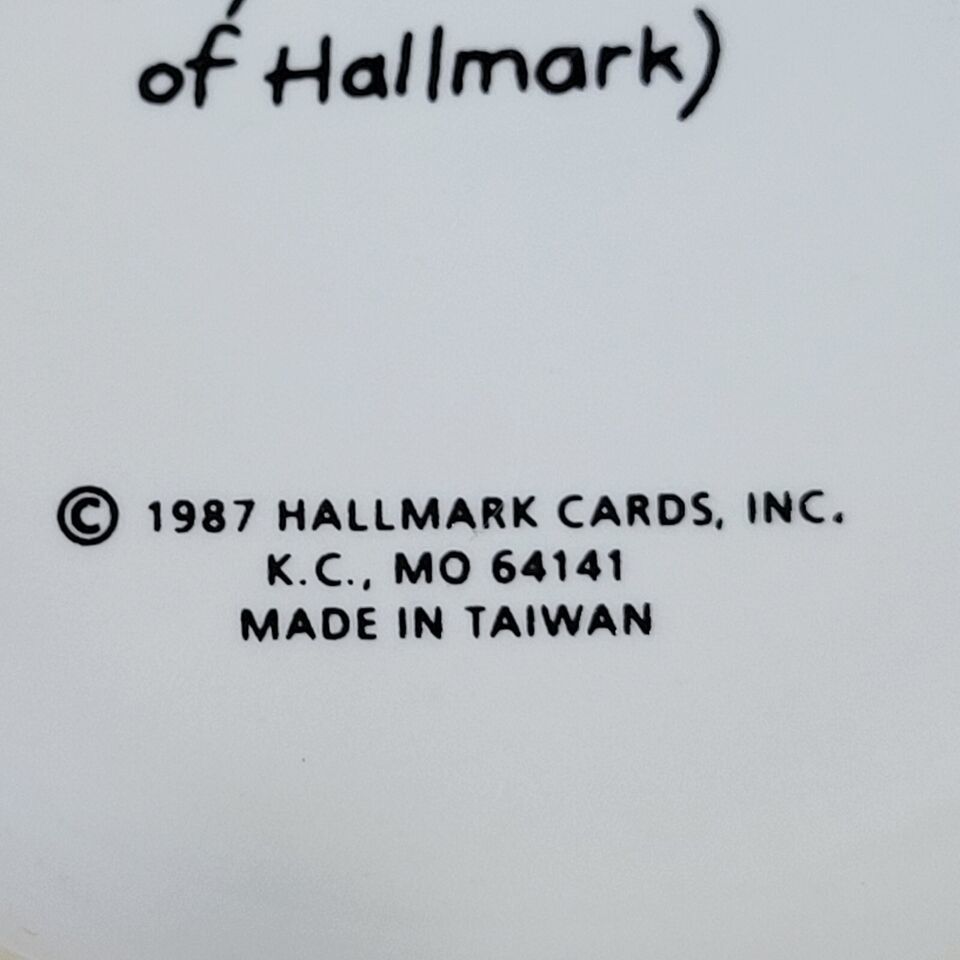 of Hallmark)
© 1987 HALLMARK CARDS, INC.
K.C., MO 64141
MADE IN TAIWAN